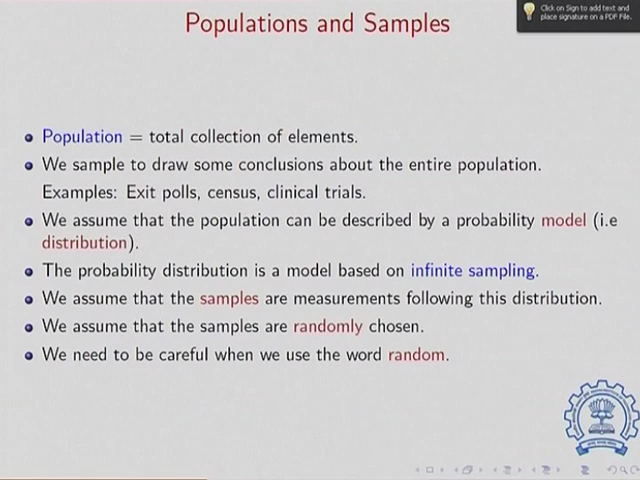 Populations and Samples
Click on Sign to add text and
place signature on a PDF File.
Population = total collection of elements.
We sample to draw some conclusions about the entire population.
Examples: Exit polls, census, clinical trials.
We assume that the population can be described by a probability model (i.e
distribution).
The probability distribution is a model based on infinite sampling.
We assume that the samples are measurements following this distribution.
We assume that the samples are randomly chosen.
We need to be careful when we use the word random.